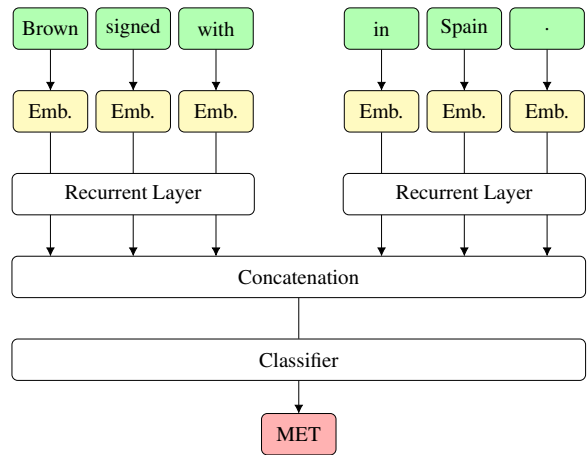 Brown signed with in Spain .
Emb. Emb. Emb. Emb. Emb. Emb.
Recurrent Layer Recurrent Layer
Concatenation
Classifier
MET